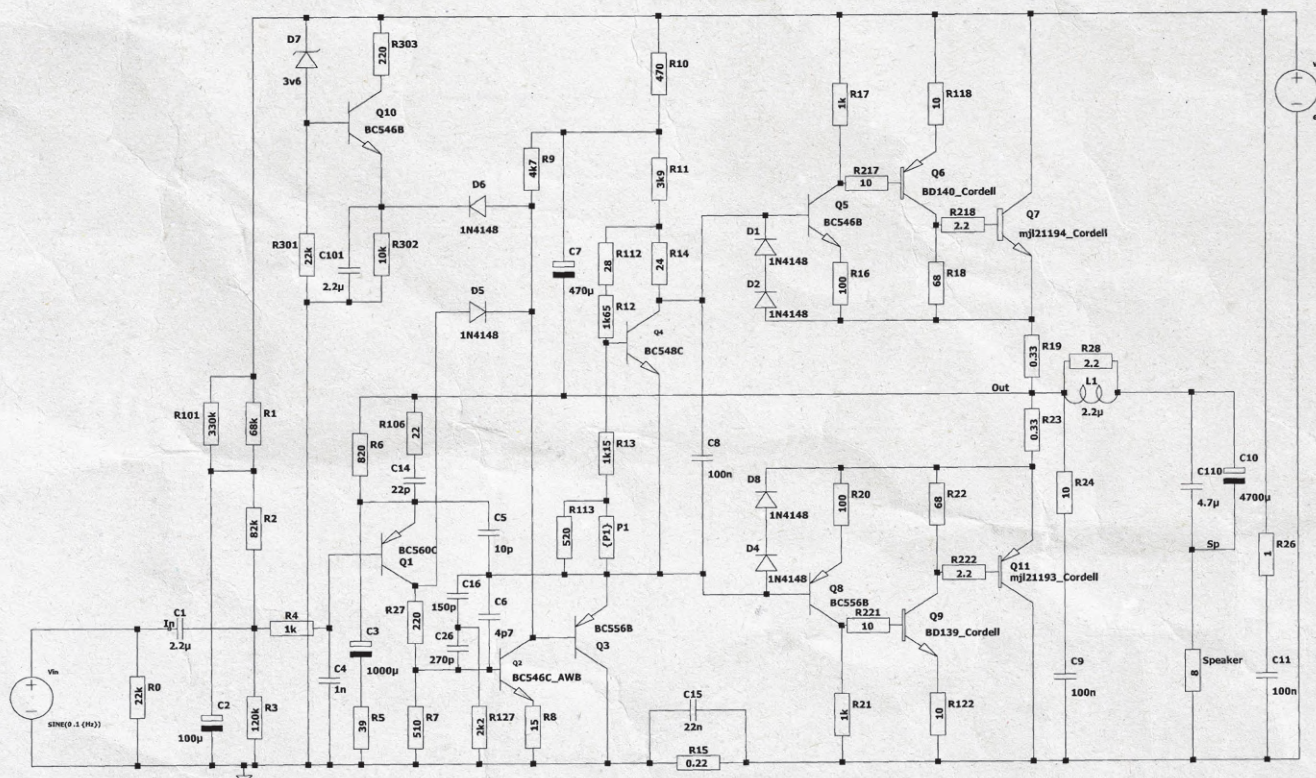 D7
3v6
R303
220
Q10
BC546B
R10
470
R17
1k
R118
10
R9
4k7
R11
3k9
R217
10
Q6
BD140_Cordell
D6
1N4148
Q5
BC546B
R218
2.2
Q7
mjl21194_Cordell
R301
22k
C101
2.2µ
R302
10k
R112
28
R14
24
C7
470µ
D1
1N4148
D2
1N4148
R16
100
R18
68
D5
1N4148
R12
1k65
Q4
BC548C
R19
0.33
R28
2.2
L1
2.2µ
Out
R101
330k
R1
68k
R6
820
R106
22
R23
0.33
R13
1k15
C8
100n
C14
22p
D8
1N4148
R20
100
R22
68
R24
10
C110
4.7µ
C10
4700µ
R2
82k
C5
10p
R113
520
P1
{P1}
BC560C
Q1
D4
1N4148
Sp
R26
1
R222
2.2
Q11
mjl21193_Cordell
C16
150p
C6
4p7
Q8
BC556B
R27
220
C1
In
2.2µ
R4
1k
C3
1000µ
C26
270p
BC556B
Q3
R221
10
Q9
BD139_Cordell
Q2
BC546C_AWB
C4
1n
Speaker
8
Vin
SINE(0 .1 {Hz})
R0
22k
C2
100µ
R3
120k
R5
39
R7
510
R127
2k2
R8
15
C15
22n
R15
0.22
R21
1k
R122
10
C9
100n
C11
100n